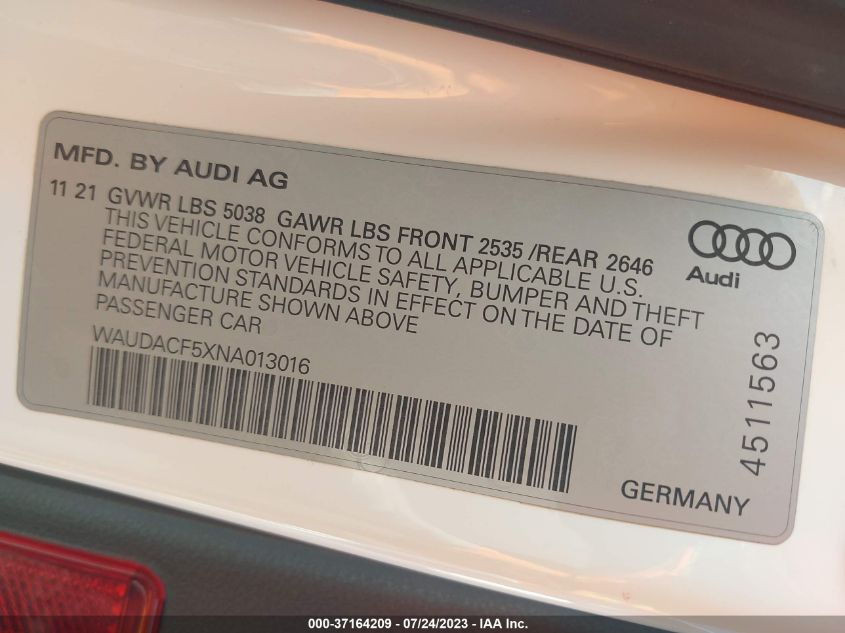 MFD. BY AUDI AG
11 21 GVWR LBS 5038 GAWR LBS FRONT 2535 /REAR 2646
THIS VEHICLE CONFORMS TO ALL APPLICABLE U.S.
FEDERAL MOTOR VEHICLE SAFETY, BUMPER AND THEFT
PREVENTION STANDARDS IN EFFECT ON THE DATE OF
MANUFACTURE SHOWN ABOVE
PASSENGER CAR
WAUDACF5XNA013016
Audi
4511563
GERMANY
000-37164209 - 07/24/2023 - IAA Inc.